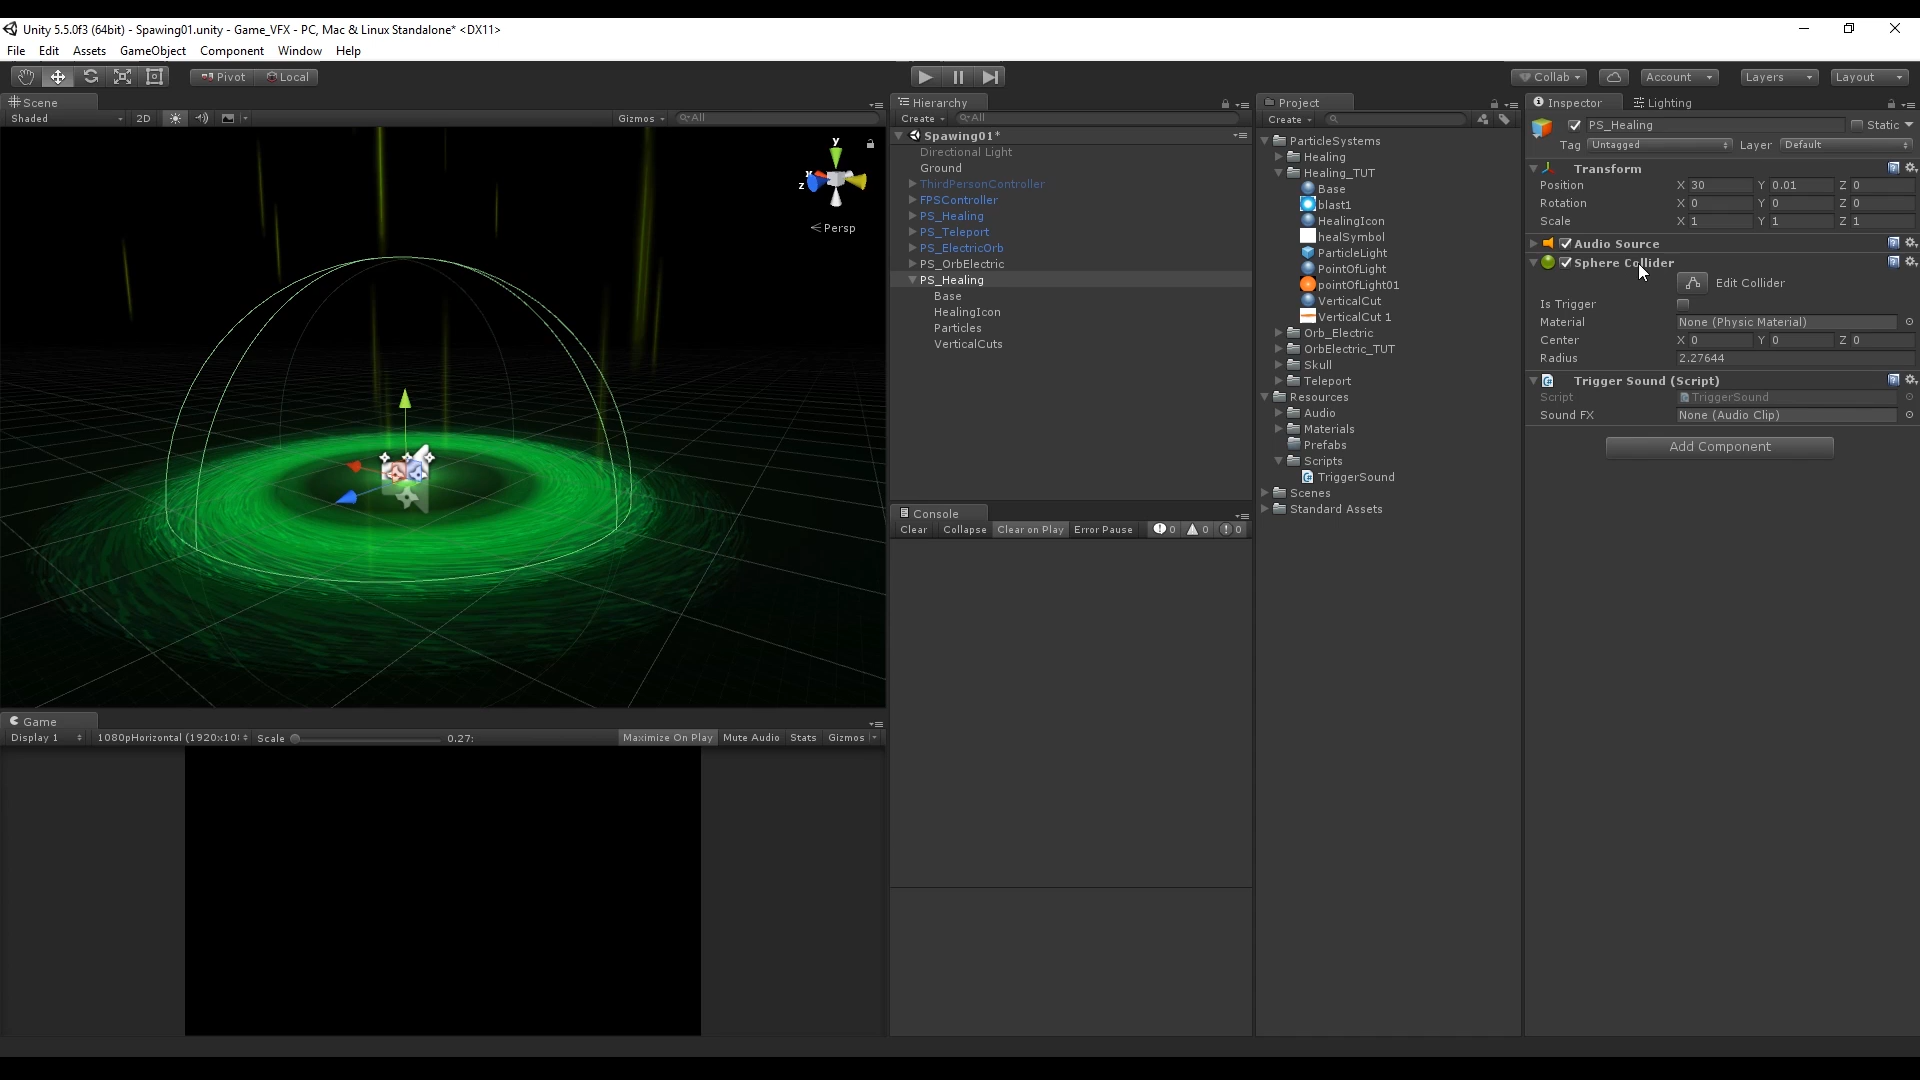 Unity 5.5.0f3 (64bit) - Spawing01.unity - Game_VFX - PC, Mac & Linux Standalone* <DX11>
File Edit Assets GameObject Component Window Help
Pivot Local
Collab Account Layers Layout
Scene
Shaded 2D Gizmos All
y
x
z
Persp
Game
Display 1 1080pHorizontal (1920x10 Scale 0.27: Maximize On Play Mute Audio Stats Gizmos
Hierarchy
Create All
Spawing01*
Directional Light
Ground
ThirdPersonController
FPSController
PS_Healing
PS_Teleport
PS_ElectricOrb
PS_OrbElectric
PS_Healing
Base
HealingIcon
Particles
VerticalCuts
Console
Clear Collapse Clear on Play Error Pause 0 0 0
Project
Create
ParticleSystems
Healing
Healing_TUT
Base
blast1
HealingIcon
healSymbol
ParticleLight
PointOfLight
pointOfLight01
VerticalCut
VerticalCut 1
Orb_Electric
OrbElectric_TUT
Skull
Teleport
Resources
Audio
Materials
Prefabs
Scripts
TriggerSound
Scenes
Standard Assets
Inspector Lighting
PS_Healing Static
Tag Untagged Layer Default
Transform
Position X 30 Y 0.01 Z 0
Rotation X 0 Y 0 Z 0
Scale X 1 Y 1 Z 1
Audio Source
Sphere Collider
Edit Collider
Is Trigger
Material None (Physic Material)
Center X 0 Y 0 Z 0
Radius 2.27644
Trigger Sound (Script)
Script TriggerSound
Sound FX None (Audio Clip)
Add Component